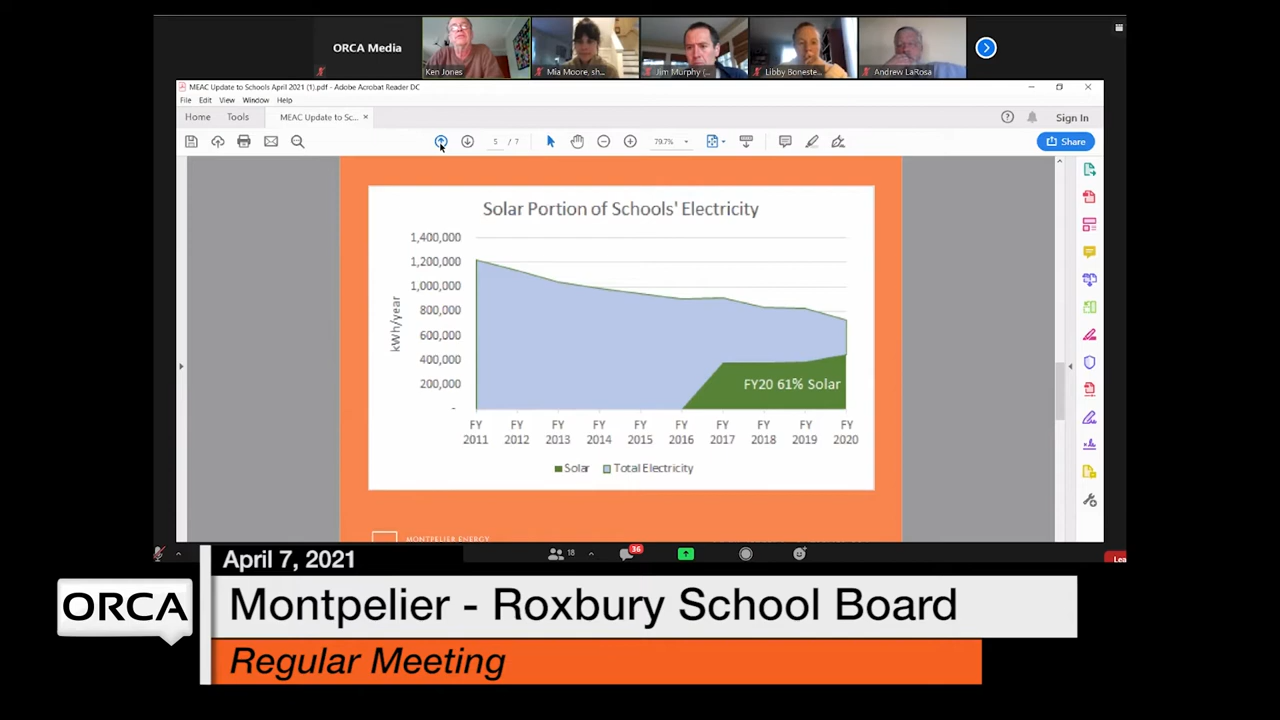 ORCA Media
Ken Jones
Mia Moore, sh...
Jim Murphy (...
Libby Boneste...
Andrew LaRosa
MEAC Update to Schools April 2021 (1).pdf - Adobe Acrobat Reader DC
File Edit View Window Help
Home Tools MEAC Update to Sc... × Sign In
5 / 7 79.7% Share
Solar Portion of Schools' Electricity
1,400,000
1,200,000
1,000,000
800,000
600,000
400,000
200,000
-
kWh/year
FY20 61% Solar
FY 2011
FY 2012
FY 2013
FY 2014
FY 2015
FY 2016
FY 2017
FY 2018
FY 2019
FY 2020
Solar Total Electricity
MONTPELIER ENERGY
18 36
Lea
April 7, 2021
ORCA
Montpelier - Roxbury School Board
Regular Meeting